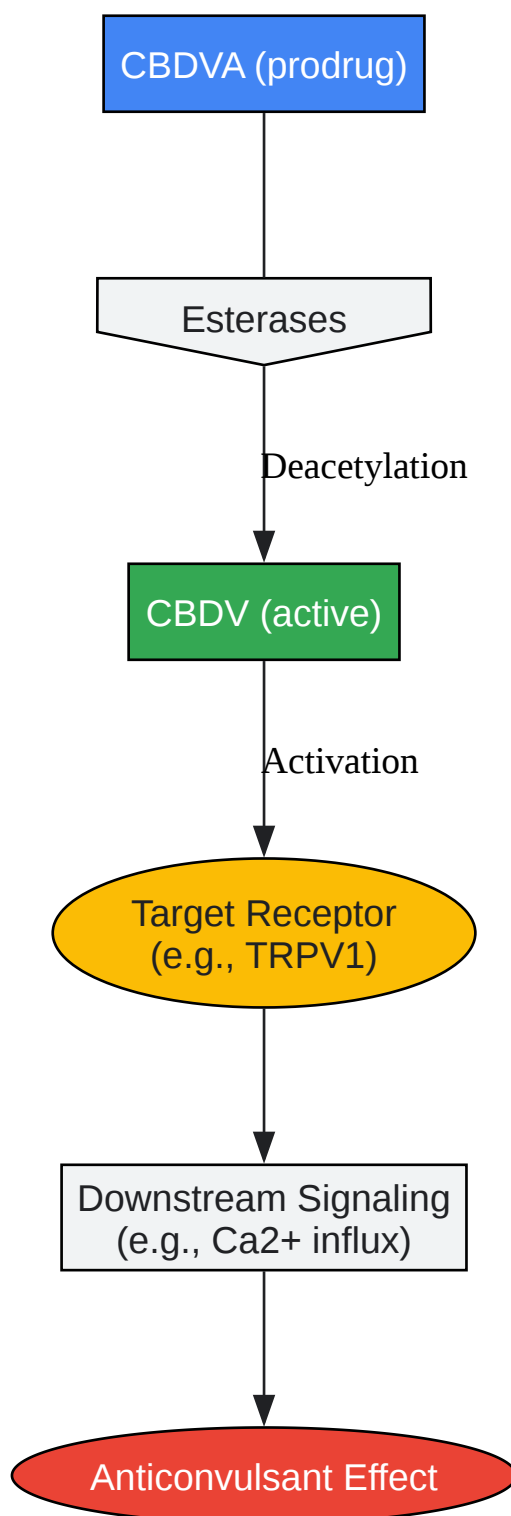 CBDVA (prodrug)
Esterases
Deacetylation
CBDV (active)
Activation
Target Receptor
(e.g., TRPV1)
Downstream Signaling
(e.g., Ca2+ influx)
Anticonvulsant Effect